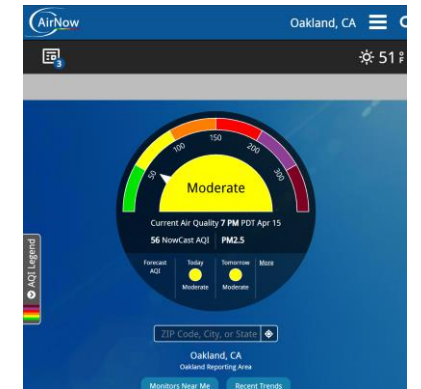 AirNow
Oakland, CA
3
51 °F
50
100
150
200
300
Moderate
Current Air Quality 7 PM PDT Apr 15
56 NowCast AQI PM2.5
Forecast AQI
Today
Moderate
Tomorrow
Moderate
More
AQI Legend
ZIP Code, City, or State
Oakland, CA
Oakland Reporting Area
Monitors Near Me
Recent Trends